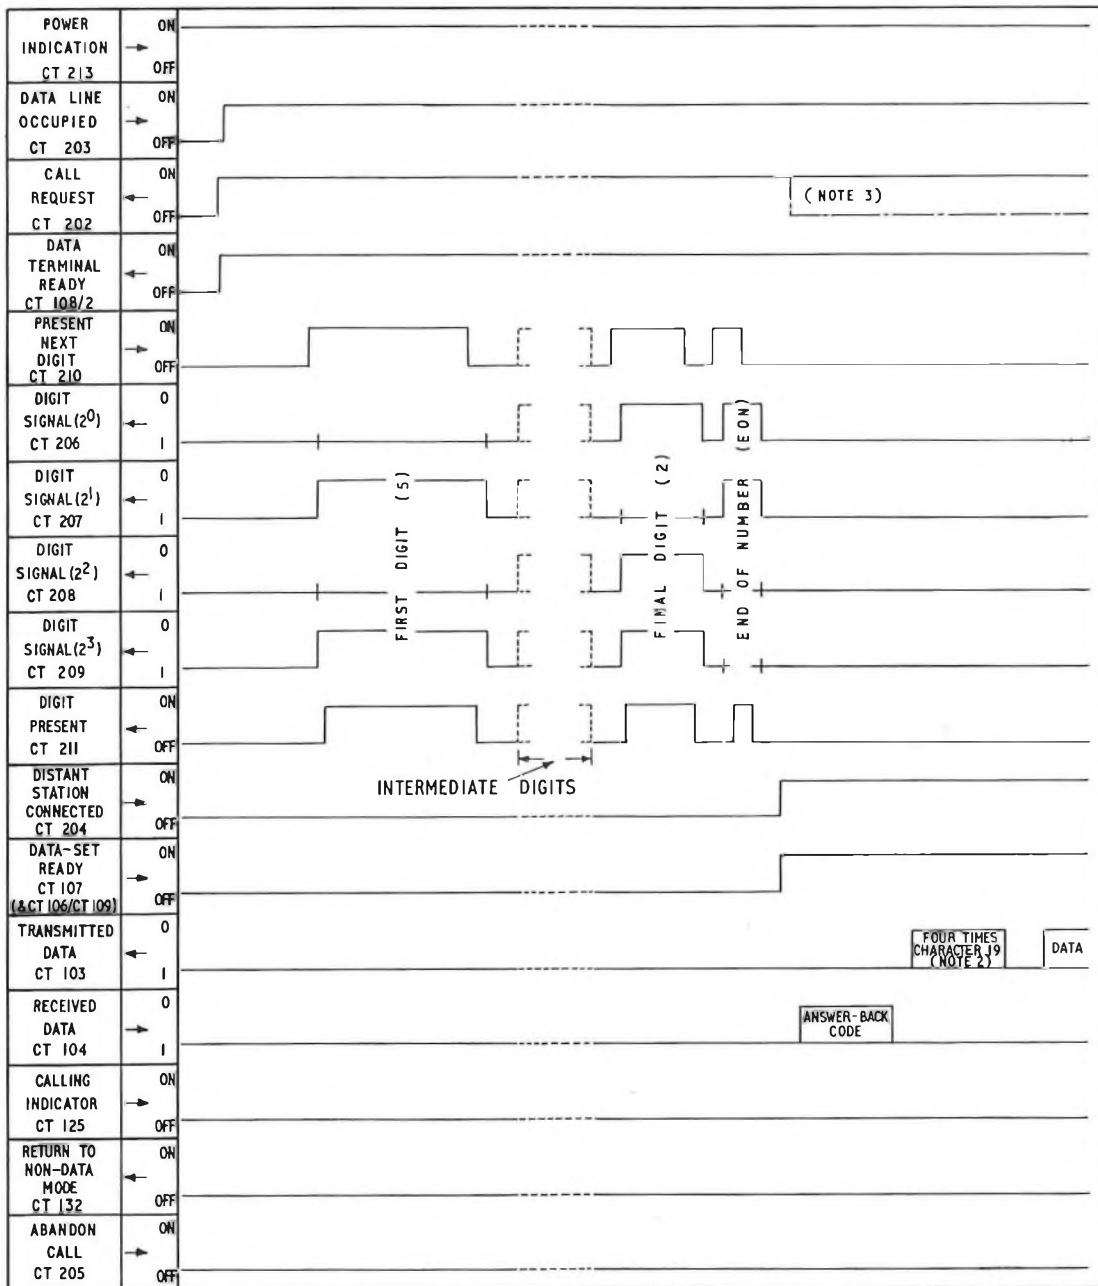 POWER
INDICATION
CT 213
ON
OFF
DATA LINE
OCCUPIED
CT 203
ON
OFF
CALL
REQUEST
CT 202
ON
OFF
(NOTE 3)
DATA
TERMINAL
READY
CT 108/2
ON
OFF
PRESENT
NEXT
DIGIT
CT 210
ON
OFF
DIGIT
SIGNAL(2⁰)
CT 206
0
1
DIGIT
SIGNAL(2¹)
CT 207
0
1
DIGIT
SIGNAL(2²)
CT 208
0
1
DIGIT
SIGNAL(2³)
CT 209
0
1
FIRST DIGIT (5)
FINAL DIGIT (2)
END OF NUMBER (EON)
DIGIT
PRESENT
CT 211
ON
OFF
INTERMEDIATE DIGITS
DISTANT
STATION
CONNECTED
CT 204
ON
OFF
DATA-SET
READY
CT 107
(&CT 106/CT 109)
ON
OFF
TRANSMITTED
DATA
CT 103
0
1
FOUR TIMES
CHARACTER 19
(NOTE 2)
DATA
RECEIVED
DATA
CT 104
0
1
ANSWER-BACK
CODE
CALLING
INDICATOR
CT 125
ON
OFF
RETURN TO
NON-DATA
MODE
CT 132
ON
OFF
ABANDON
CALL
CT 205
ON
OFF